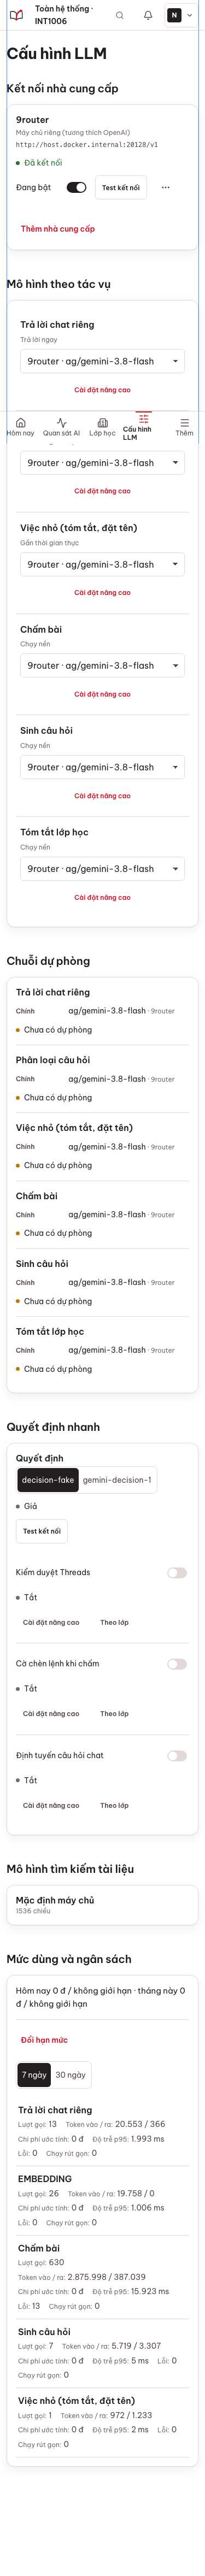 Toàn hệ thống ·
INT1006
N
Cấu hình LLM
Kết nối nhà cung cấp
9router
Máy chủ riêng (tương thích OpenAI)
http://host.docker.internal:20128/v1
Đã kết nối
Đang bật
Test kết nối
Thêm nhà cung cấp
Mô hình theo tác vụ
Trả lời chat riêng
Trả lời ngay
9router · ag/gemini-3.8-flash
Cài đặt nâng cao
Hôm nay
Quan sát AI
Lớp học
Cấu hình
LLM
Thêm
9router · ag/gemini-3.8-flash
Cài đặt nâng cao
Việc nhỏ (tóm tắt, đặt tên)
Gần thời gian thực
9router · ag/gemini-3.8-flash
Cài đặt nâng cao
Chấm bài
Chạy nền
9router · ag/gemini-3.8-flash
Cài đặt nâng cao
Sinh câu hỏi
Chạy nền
9router · ag/gemini-3.8-flash
Cài đặt nâng cao
Tóm tắt lớp học
Chạy nền
9router · ag/gemini-3.8-flash
Cài đặt nâng cao
Chuỗi dự phòng
Trả lời chat riêng
Chính ag/gemini-3.8-flash · 9router
Chưa có dự phòng
Phân loại câu hỏi
Chính ag/gemini-3.8-flash · 9router
Chưa có dự phòng
Việc nhỏ (tóm tắt, đặt tên)
Chính ag/gemini-3.8-flash · 9router
Chưa có dự phòng
Chấm bài
Chính ag/gemini-3.8-flash · 9router
Chưa có dự phòng
Sinh câu hỏi
Chính ag/gemini-3.8-flash · 9router
Chưa có dự phòng
Tóm tắt lớp học
Chính ag/gemini-3.8-flash · 9router
Chưa có dự phòng
Quyết định nhanh
Quyết định
decision-fake gemini-decision-1
Giả
Test kết nối
Kiểm duyệt Threads
Tắt
Cài đặt nâng cao Theo lớp
Cờ chèn lệnh khi chấm
Tắt
Cài đặt nâng cao Theo lớp
Định tuyến câu hỏi chat
Tắt
Cài đặt nâng cao Theo lớp
Mô hình tìm kiếm tài liệu
Mặc định máy chủ
1536 chiều
Mức dùng và ngân sách
Hôm nay 0 đ / không giới hạn · tháng này 0
đ / không giới hạn
Đổi hạn mức
7 ngày 30 ngày
Trả lời chat riêng
Lượt gọi: 13 Token vào / ra: 20.553 / 366
Chi phí ước tính: 0 đ Độ trễ p95: 1.993 ms
Lỗi: 0 Chạy rút gọn: 0
EMBEDDING
Lượt gọi: 26 Token vào / ra: 19.758 / 0
Chi phí ước tính: 0 đ Độ trễ p95: 1.006 ms
Lỗi: 0 Chạy rút gọn: 0
Chấm bài
Lượt gọi: 630
Token vào / ra: 2.875.998 / 387.039
Chi phí ước tính: 0 đ Độ trễ p95: 15.923 ms
Lỗi: 13 Chạy rút gọn: 0
Sinh câu hỏi
Lượt gọi: 7 Token vào / ra: 5.719 / 3.307
Chi phí ước tính: 0 đ Độ trễ p95: 5 ms Lỗi: 0
Chạy rút gọn: 0
Việc nhỏ (tóm tắt, đặt tên)
Lượt gọi: 1 Token vào / ra: 972 / 1.233
Chi phí ước tính: 0 đ Độ trễ p95: 2 ms Lỗi: 0
Chạy rút gọn: 0